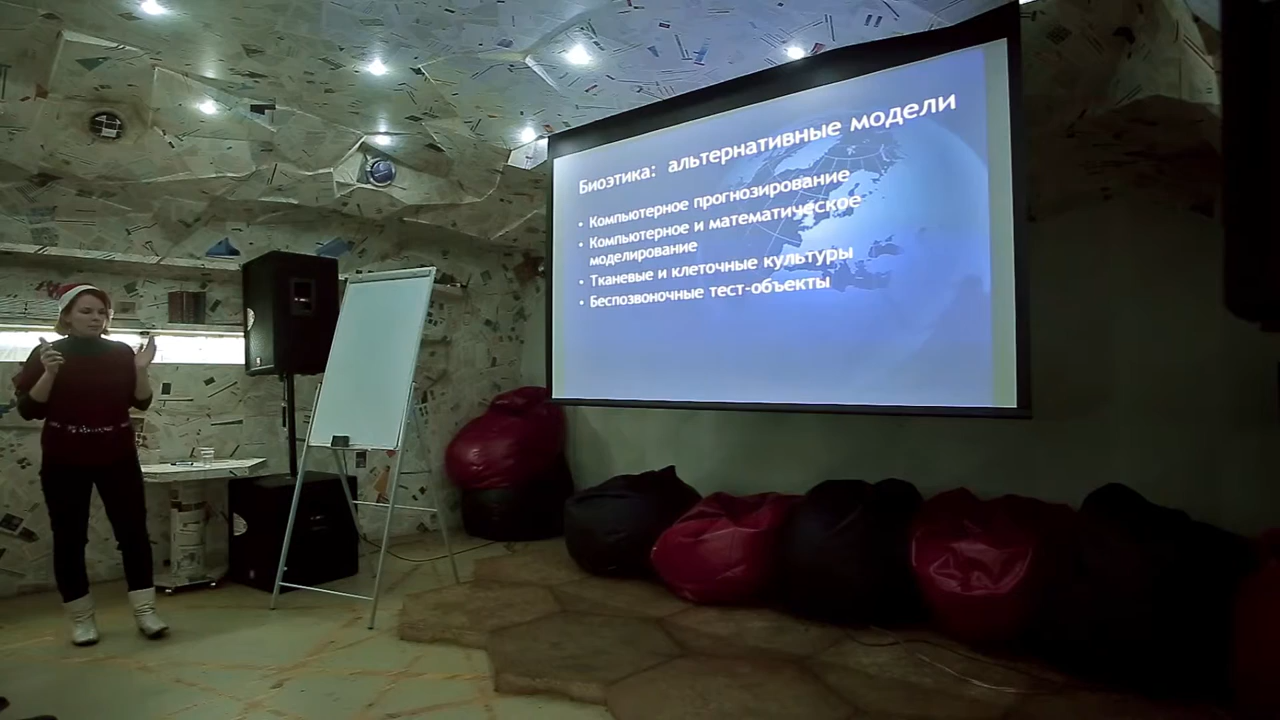 Биоэтика: альтернативные модели
• Компьютерное прогнозирование
• Компьютерное и математическое
моделирование
• Тканевые и клеточные культуры
• Беспозвоночные тест-объекты